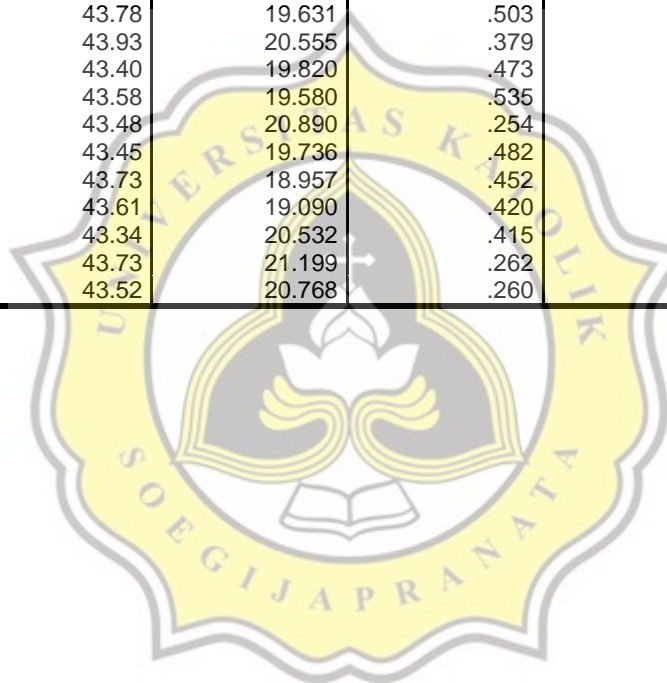 43.78 19.631 .503
43.93 20.555 .379
43.40 19.820 .473
43.58 19.580 .535
43.48 20.890 .254
43.45 19.736 .482
43.73 18.957 .452
43.61 19.090 .420
43.34 20.532 .415
43.73 21.199 .262
43.52 20.768 .260
UNIVERSITAS KATOLIK
SOEGIJAPRANATA